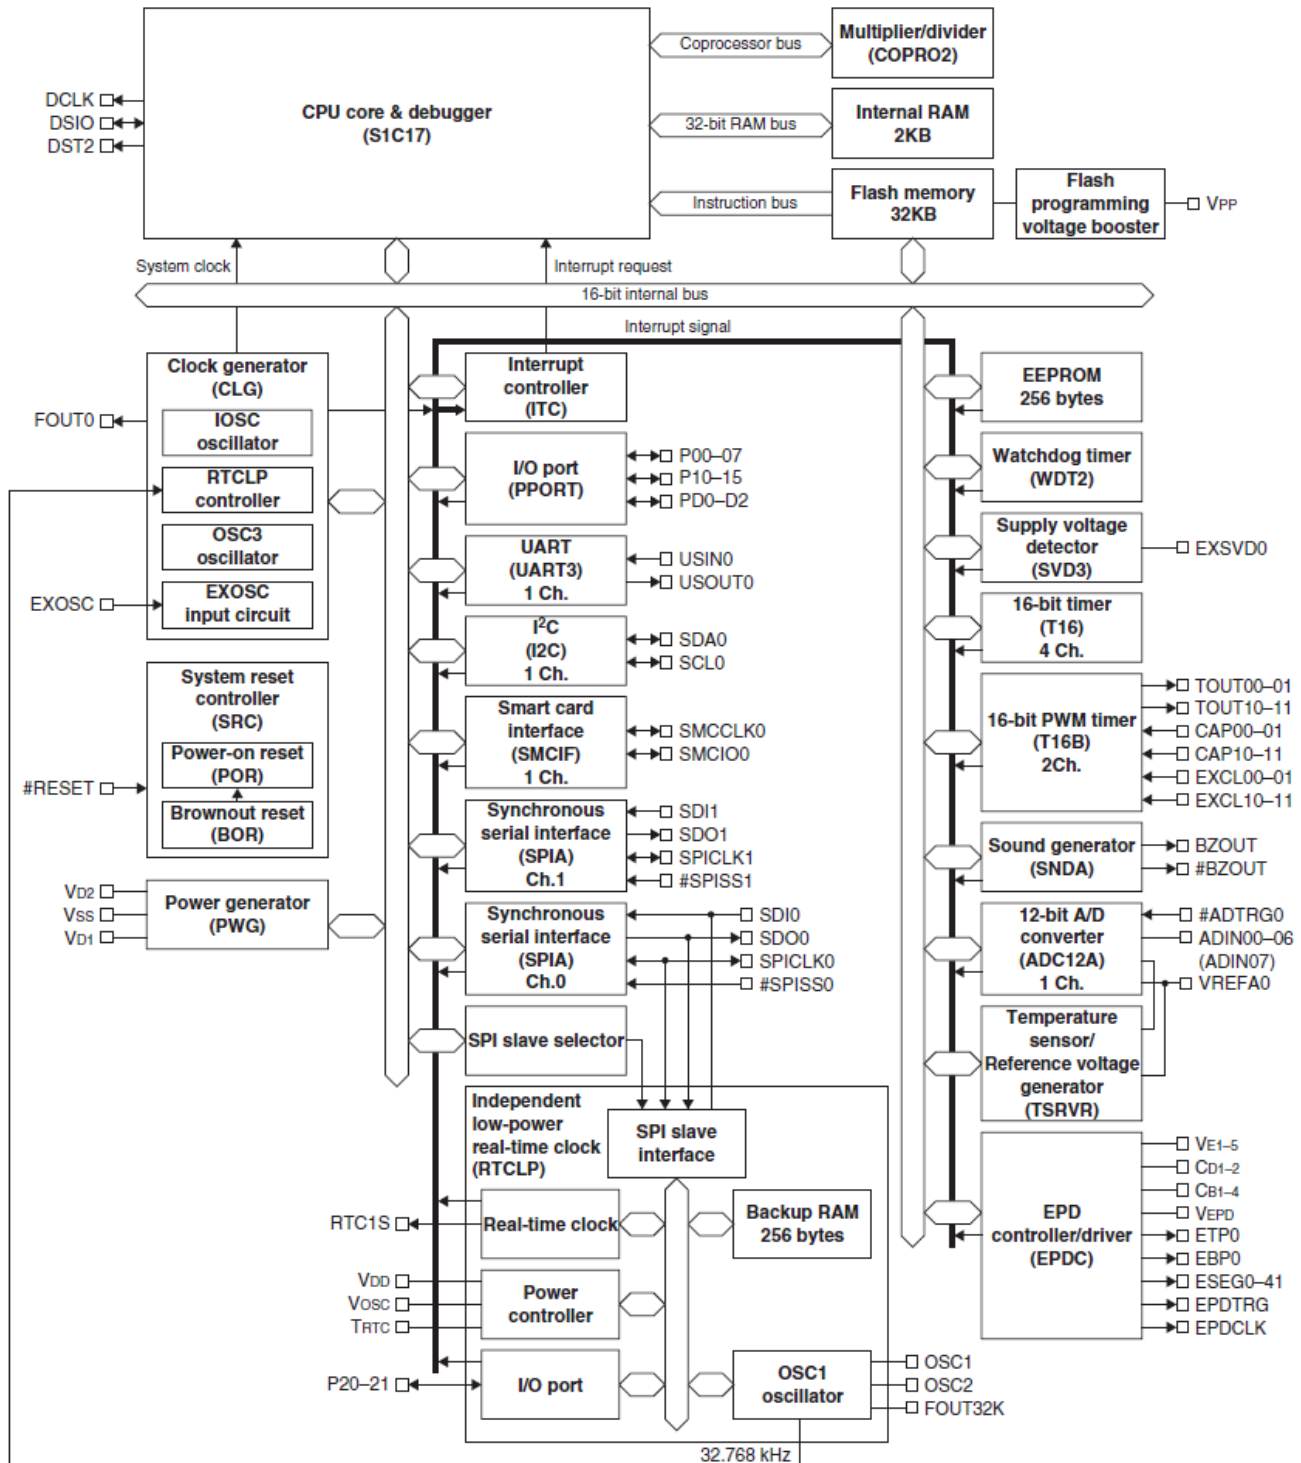 CPU core & debugger
(S1C17)
DCLK
DSIO
DST2
Coprocessor bus
Multiplier/divider
(COPRO2)
32-bit RAM bus
Internal RAM
2KB
Instruction bus
Flash memory
32KB
Flash
programming
voltage booster
VPP
System clock
Interrupt request
16-bit internal bus
Interrupt signal
Clock generator
(CLG)
FOUT0
IOSC
oscillator
RTCLP
controller
OSC3
oscillator
EXOSC
EXOSC
input circuit
System reset
controller
(SRC)
Power-on reset
(POR)
#RESET
Brownout reset
(BOR)
VD2
VSS
VD1
Power generator
(PWG)
Interrupt
controller
(ITC)
I/O port
(PPORT)
P00–07
P10–15
PD0–D2
UART
(UART3)
1 Ch.
USIN0
USOUT0
I2C
(I2C)
1 Ch.
SDA0
SCL0
Smart card
interface
(SMCIF)
1 Ch.
SMCCLK0
SMCIO0
Synchronous
serial interface
(SPIA)
Ch.1
SDI1
SDO1
SPICLK1
#SPISS1
Synchronous
serial interface
(SPIA)
Ch.0
SDI0
SDO0
SPICLK0
#SPISS0
SPI slave selector
Independent
low-power
real-time clock
(RTCLP)
SPI slave
interface
RTC1S
Real-time clock
Backup RAM
256 bytes
VDD
VOSC
TRTC
Power
controller
P20–21
I/O port
OSC1
oscillator
OSC1
OSC2
FOUT32K
32.768 kHz
EEPROM
256 bytes
Watchdog timer
(WDT2)
Supply voltage
detector
(SVD3)
EXSVD0
16-bit timer
(T16)
4 Ch.
16-bit PWM timer
(T16B)
2Ch.
TOUT00–01
TOUT10–11
CAP00–01
CAP10–11
EXCL00–01
EXCL10–11
Sound generator
(SNDA)
BZOUT
#BZOUT
12-bit A/D
converter
(ADC12A)
1 Ch.
#ADTRG0
ADIN00–06
(ADIN07)
VREFA0
Temperature
sensor/
Reference voltage
generator
(TSRVR)
EPD
controller/driver
(EPDC)
VE1–5
CD1–2
CB1–4
VEPD
ETP0
EBP0
ESEG0–41
EPDTRG
EPDCLK